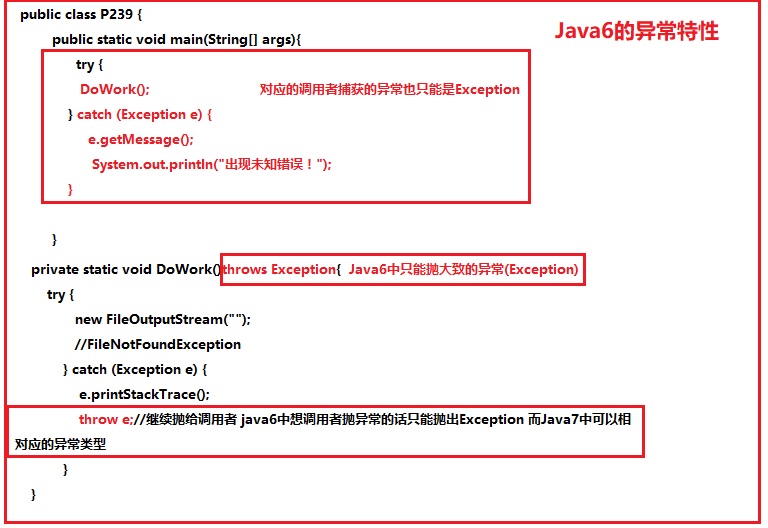 public class P239 {
Java6的异常特性
public static void main(String[] args){
try {
DoWork(); 对应的调用者捕获的异常也只能是Exception
} catch (Exception e) {
e.getMessage();
System.out.println("出现未知错误！");
}
}
private static void DoWork()throws Exception{ Java6中只能抛大致的异常(Exception)
try {
new FileOutputStream("");
//FileNotFoundException
} catch (Exception e) {
e.printStackTrace();
throw e;//继续抛给调用者 java6中想调用者抛异常的话只能抛出Exception 而Java7中可以相
对应的异常类型
}
}